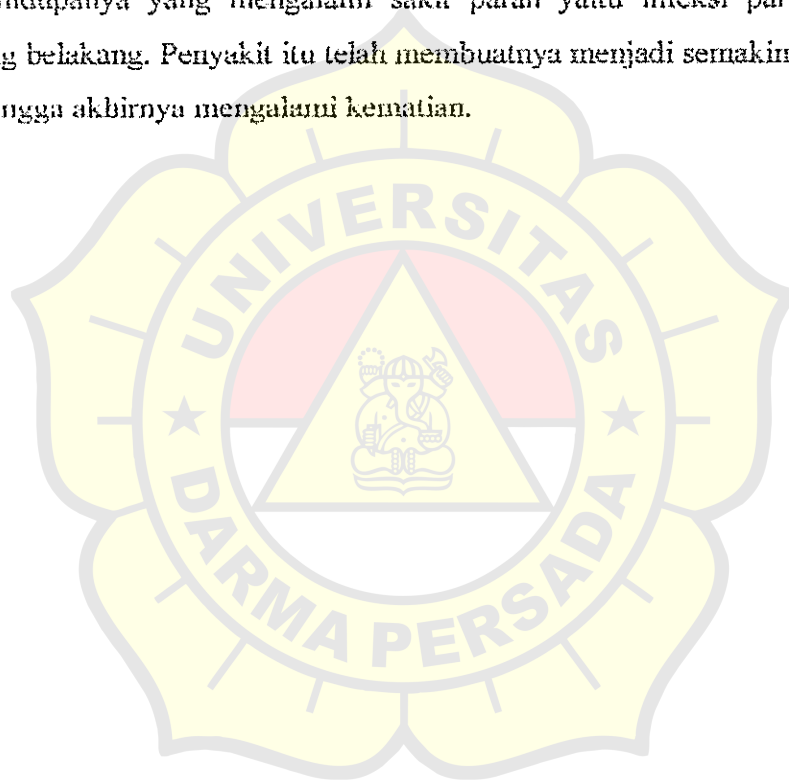 yang mengalami sakit parah yaitu infeksi
belakang. Penyakit itu telah membuatnya menjadi semakin
akhirnya mengalami kematian.
UNIVERSITAS
DARMA PERSADA